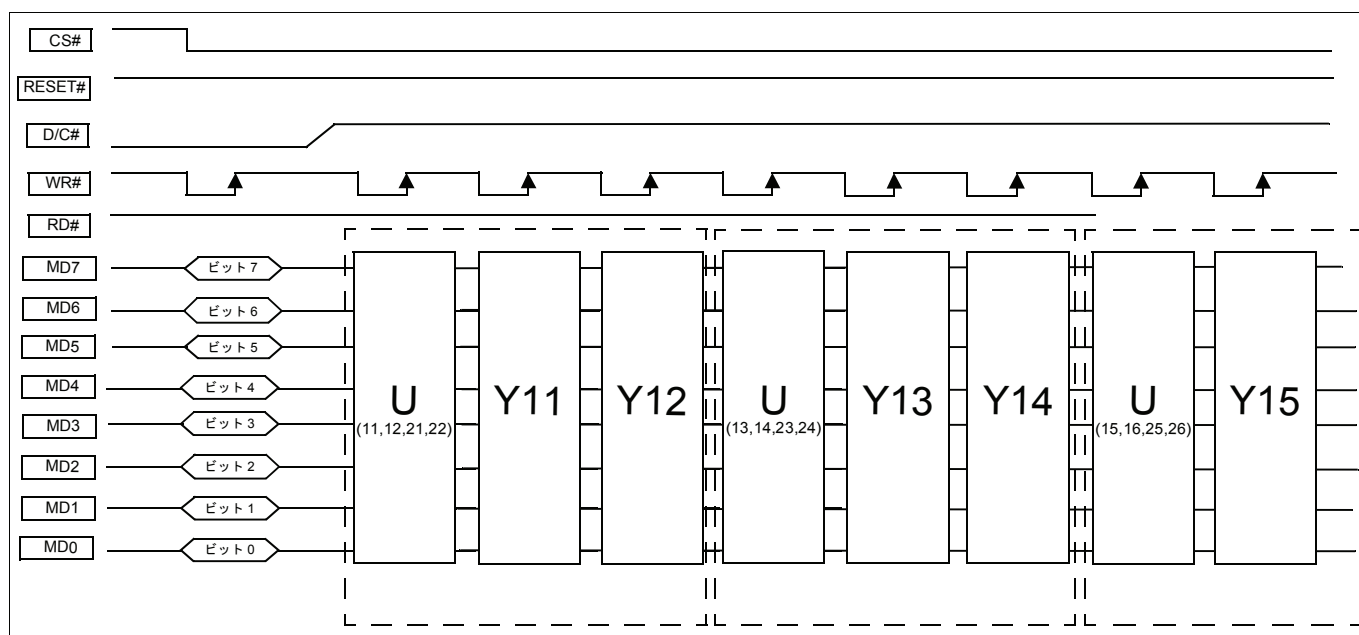 CS#
RESET#
D/C#
WR#
RD#
MD7 ビット7
MD6 ビット6
MD5 ビット5
MD4 ビット4
MD3 ビット3
MD2 ビット2
MD1 ビット1
MD0 ビット0
U Y11 Y12 U Y13 Y14 U Y15
(11,12,21,22) (13,14,23,24) (15,16,25,26)